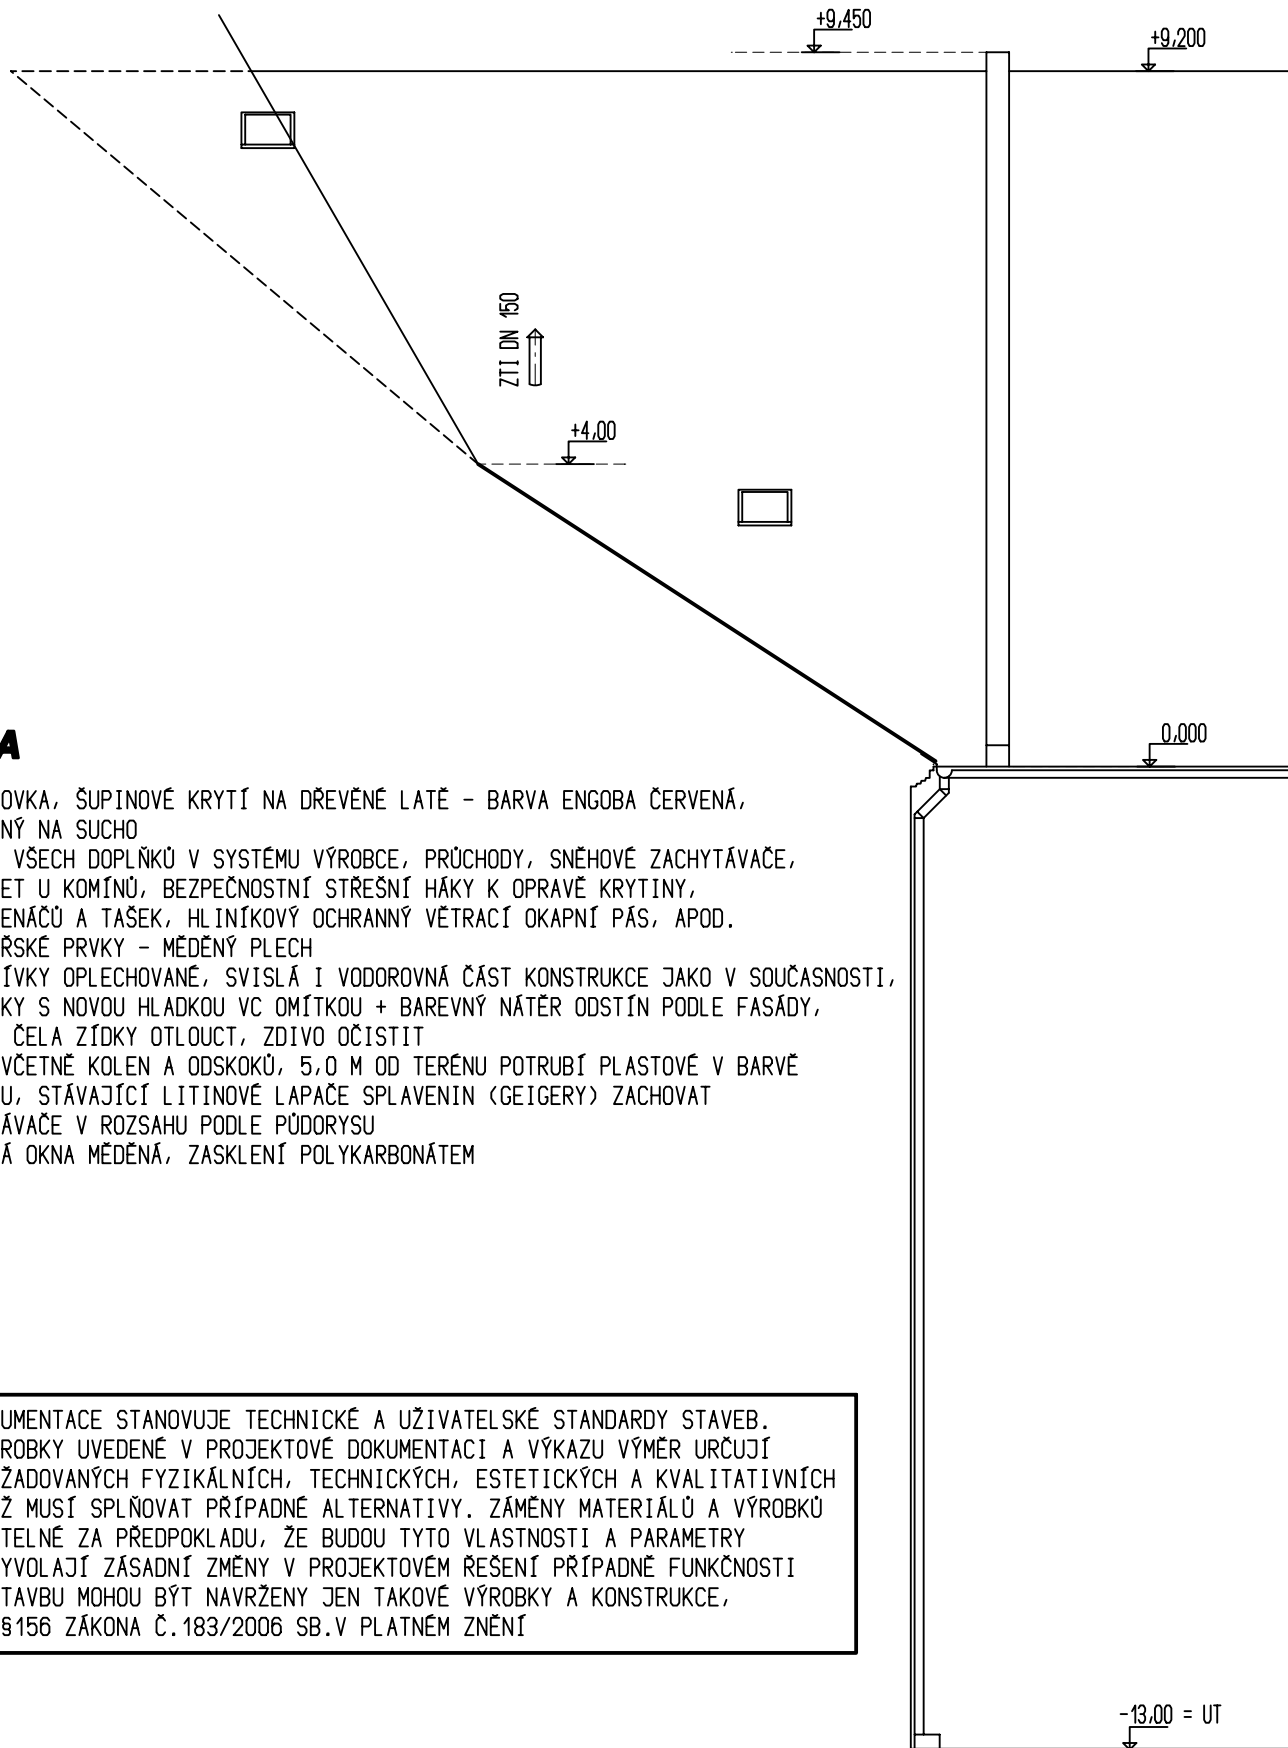 +9,450
+9,200
ZTI DN 150
+4,00
0,000
A
OVKA, ŠUPINOVÉ KRYTÍ NA DŘEVĚNÉ LATĚ - BARVA ENGOBA ČERVENÁ,
NÝ NA SUCHO
VŠECH DOPLŇKŮ V SYSTÉMU VÝROBCE, PRŮCHODY, SNĚHOVÉ ZACHYTÁVAČE,
ET U KOMÍNŮ, BEZPEČNOSTNÍ STŘEŠNÍ HÁKY K OPRAVĚ KRYTINY,
ENÁČŮ A TAŠEK, HLINÍKOVÝ OCHRANNÝ VĚTRACÍ OKAPNÍ PÁS, APOD.
ŘSKÉ PRVKY - MĚDĚNÝ PLECH
ÍVKY OPLECHOVANÉ, SVISLÁ I VODOROVNÁ ČÁST KONSTRUKCE JAKO V SOUČASNOSTI,
KY S NOVOU HLADKOU VC OMÍTKOU + BAREVNÝ NÁTĚR ODSTÍN PODLE FASÁDY,
ČELA ZÍDKY OTLOUCT, ZDIVO OČISTIT
VČETNĚ KOLEN A ODSKOKŮ, 5,0 M OD TERÉNU POTRUBÍ PLASTOVÉ V BARVĚ
U, STÁVAJÍCÍ LITINOVÉ LAPAČE SPLAVENIN (GEIGERY) ZACHOVAT
ÁVAČE V ROZSAHU PODLE PŮDORYSU
Á OKNA MĚDĚNÁ, ZASKLENÍ POLYKARBONÁTEM
UMENTACE STANOVUJE TECHNICKÉ A UŽIVATELSKÉ STANDARDY STAVEB.
ROBKY UVEDENÉ V PROJEKTOVÉ DOKUMENTACI A VÝKAZU VÝMĚR URČUJÍ
ŽADOVANÝCH FYZIKÁLNÍCH, TECHNICKÝCH, ESTETICKÝCH A KVALITATIVNÍCH
Ž MUSÍ SPLŇOVAT PŘÍPADNÉ ALTERNATIVY. ZÁMĚNY MATERIÁLŮ A VÝROBKŮ
TELNÉ ZA PŘEDPOKLADU, ŽE BUDOU TYTO VLASTNOSTI A PARAMETRY
YVOLAJÍ ZÁSADNÍ ZMĚNY V PROJEKTOVÉM ŘEŠENÍ PŘÍPADNĚ FUNKČNOSTI
TAVBU MOHOU BÝT NAVRŽENY JEN TAKOVÉ VÝROBKY A KONSTRUKCE,
§156 ZÁKONA Č.183/2006 SB.V PLATNÉM ZNĚNÍ
-13,00 = UT